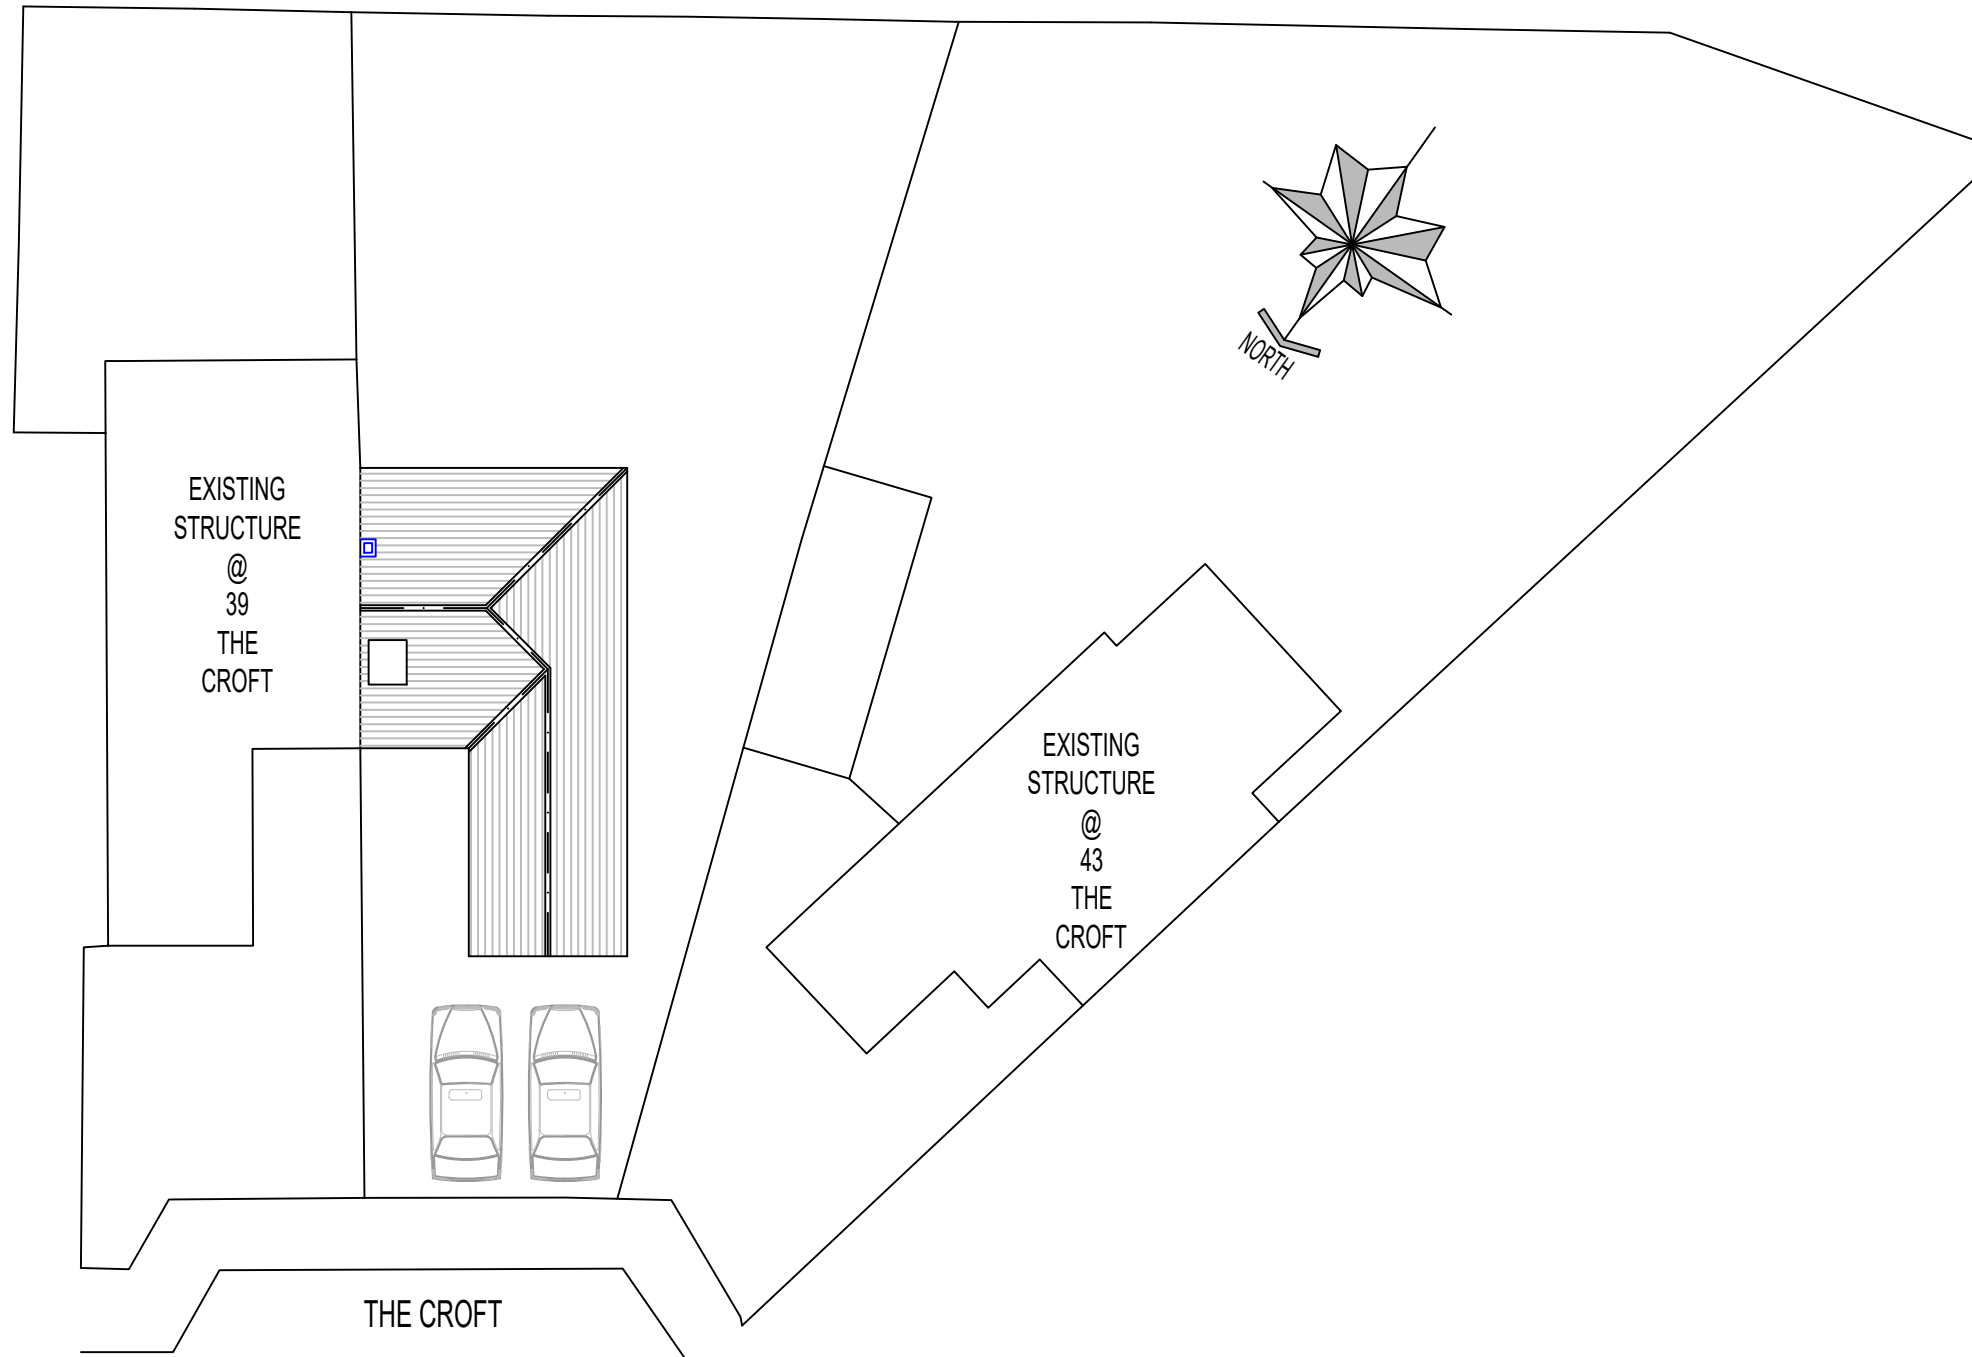 NORTH
EXISTING
STRUCTURE
@
39
THE
CROFT
EXISTING
STRUCTURE
@
43
THE
CROFT
THE CROFT